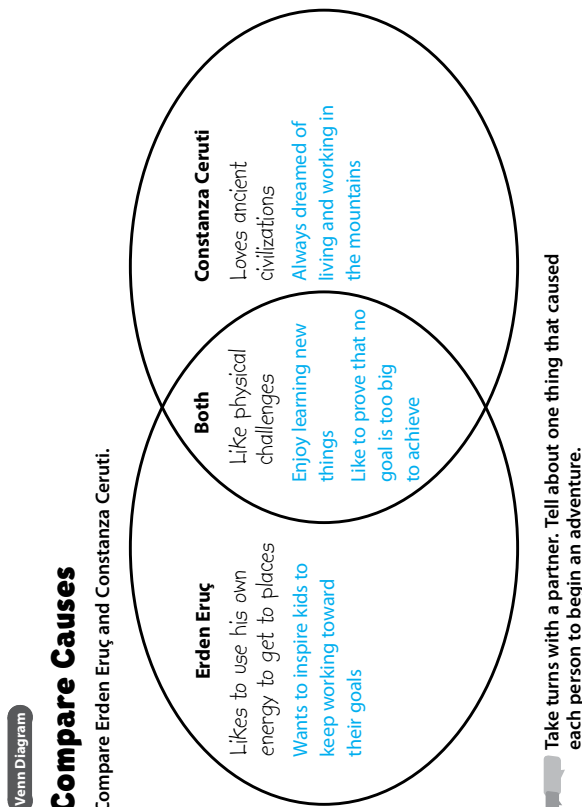 Venn Diagram
Compare Causes
Compare Erden Eruç and Constanza Ceruti.
Erden Eruç
Likes to use his own
energy to get to places
Wants to inspire kids to
keep working toward
their goals
Both
Like physical
challenges
Enjoy learning new
things
Like to prove that no
goal is too big
to achieve
Constanza Ceruti
Loves ancient
civilizations
Always dreamed of
living and working in
the mountains
Take turns with a partner. Tell about one thing that caused
each person to begin an adventure.